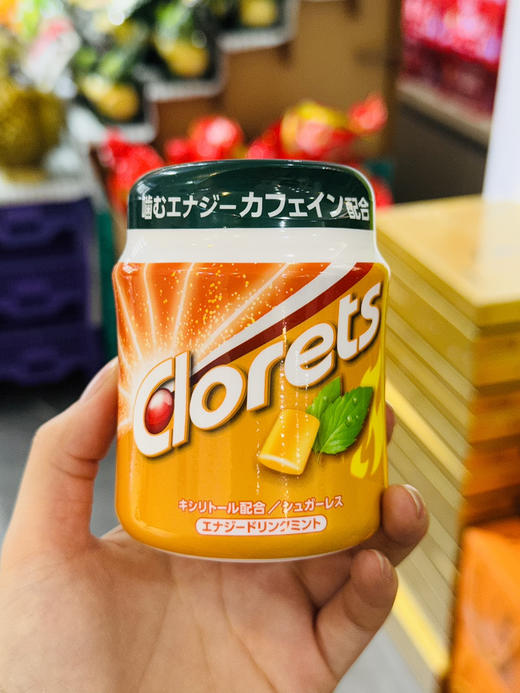 噛むエナジーカフェイン配合
Clorets
キシリトール配合／シュガーレス
エナジードリンクミント